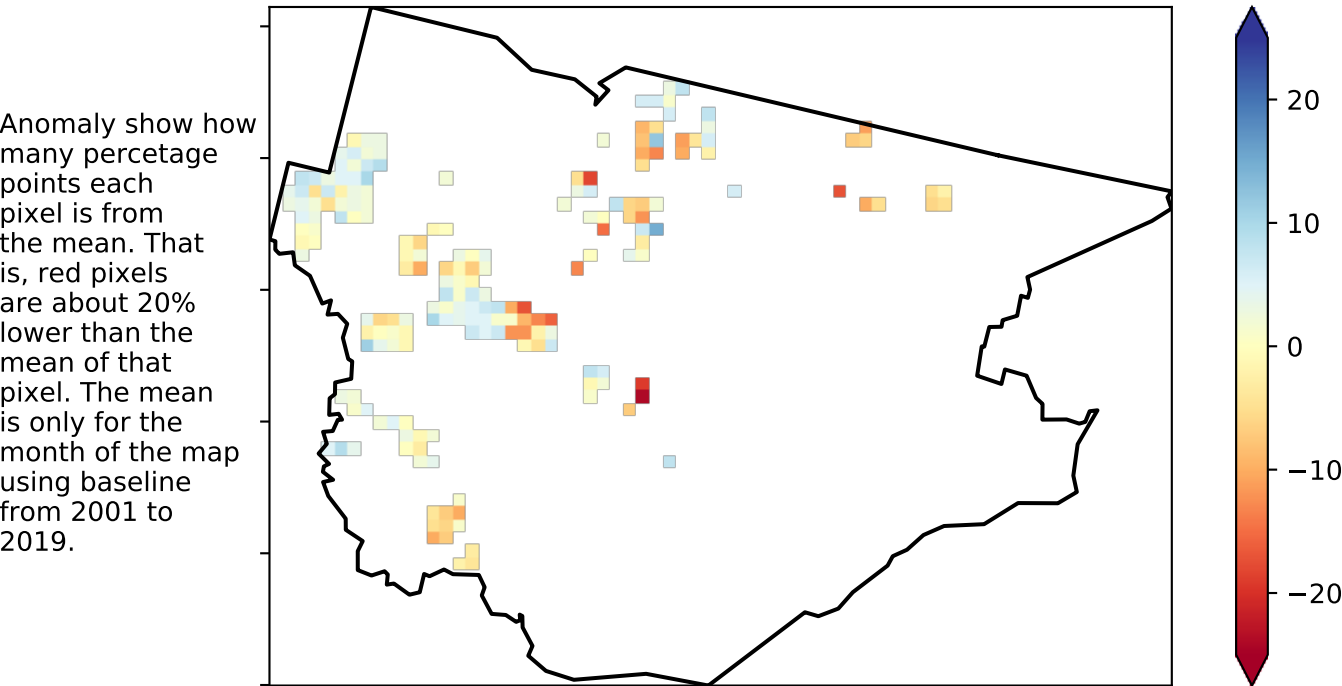 Anomaly show how
many percetage
points each
pixel is from
the mean. That
is, red pixels
are about 20%
lower than the
mean of that
pixel. The mean
is only for the
month of the map
using baseline
from 2001 to
2019.
20
10
0
−10
−20